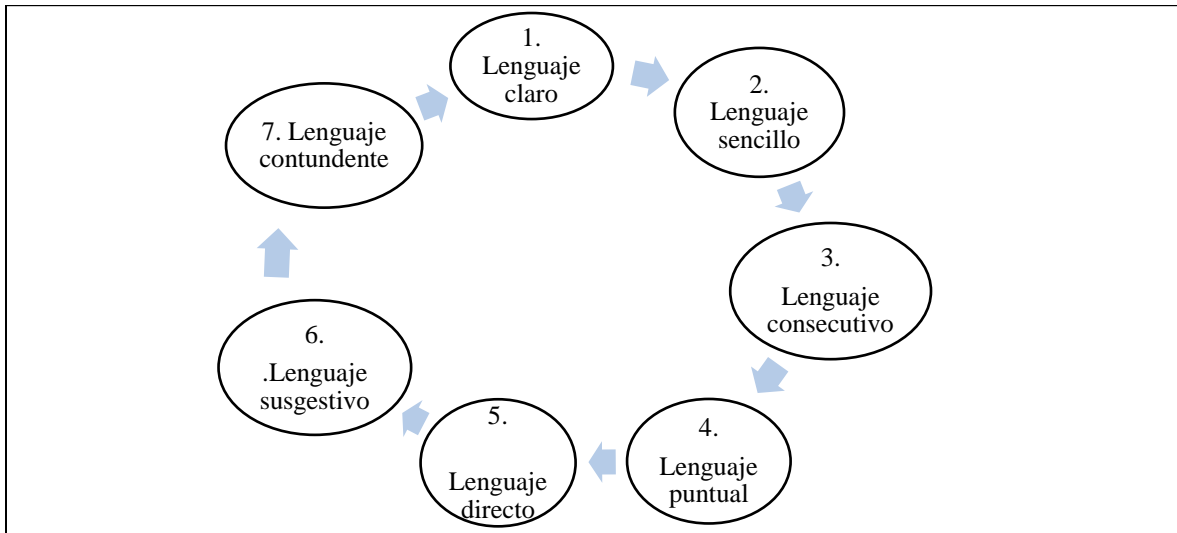 1.
Lenguaje
claro
2.
Lenguaje
sencillo
3.
Lenguaje
consecutivo
4.
Lenguaje
puntual
5.
Lenguaje
directo
6.
.Lenguaje
susgestivo
7. Lenguaje
contundente